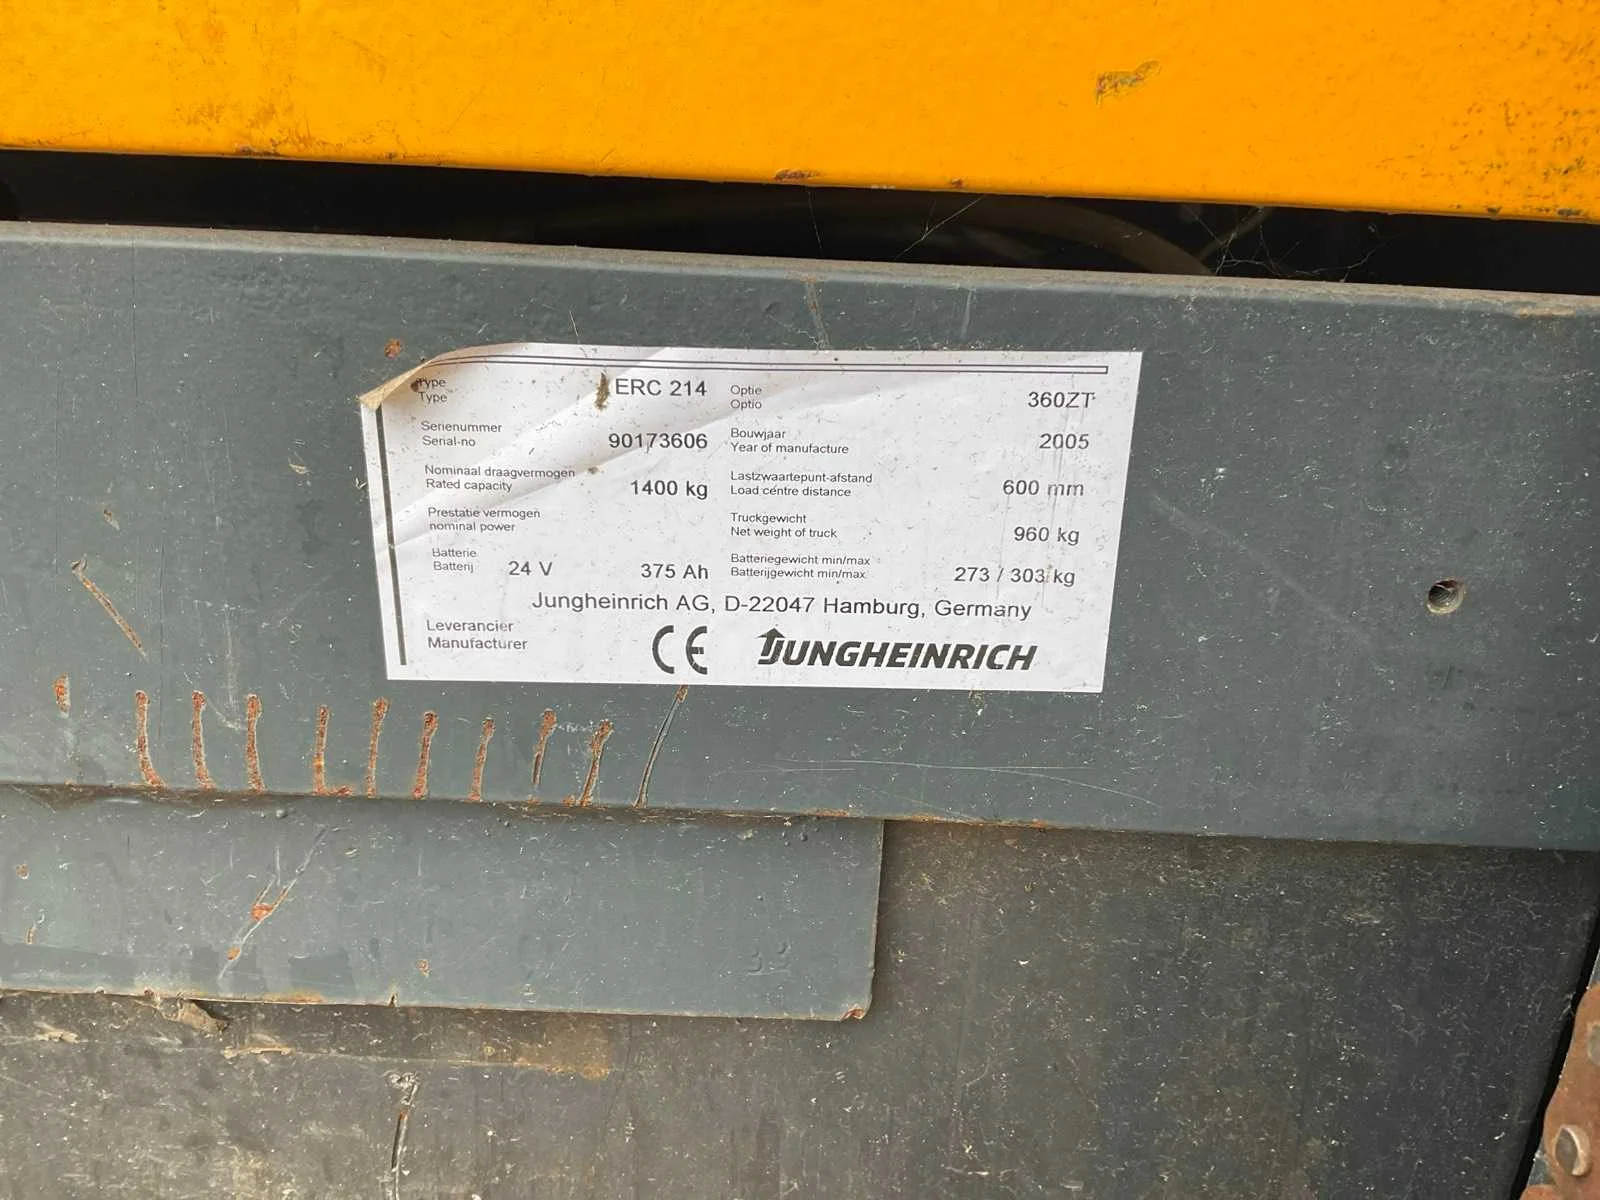 Type
Type
ERC 214
Optie
Optio
360ZT
Serienummer
Serial-no
90173606
Bouwjaar
Year of manufacture
2005
Nominaal draagvermogen
Rated capacity
1400 kg
Lastzwaartepunt-afstand
Load centre distance
600 mm
Prestatie vermogen
nominal power
Truckgewicht
Net weight of truck
960 kg
Batterie
Batterij
24 V
375 Ah
Batteriegewicht min/max
Batterijgewicht min/max.
273 / 303 kg
Jungheinrich AG, D-22047 Hamburg, Germany
Leverancier
Manufacturer
CE
JUNGHEINRICH